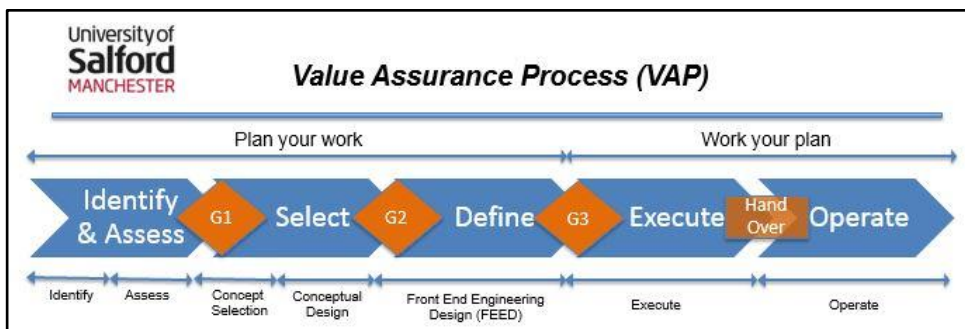 University of
Salford
MANCHESTER
Value Assurance Process (VAP)
Plan your work
Work your plan
Identify
& Assess
G1
Select
G2
Define
G3
Execute
Hand
Over
Operate
Identify
Assess
Concept
Selection
Conceptual
Design
Front End Engineering
Design (FEED)
Execute
Operate